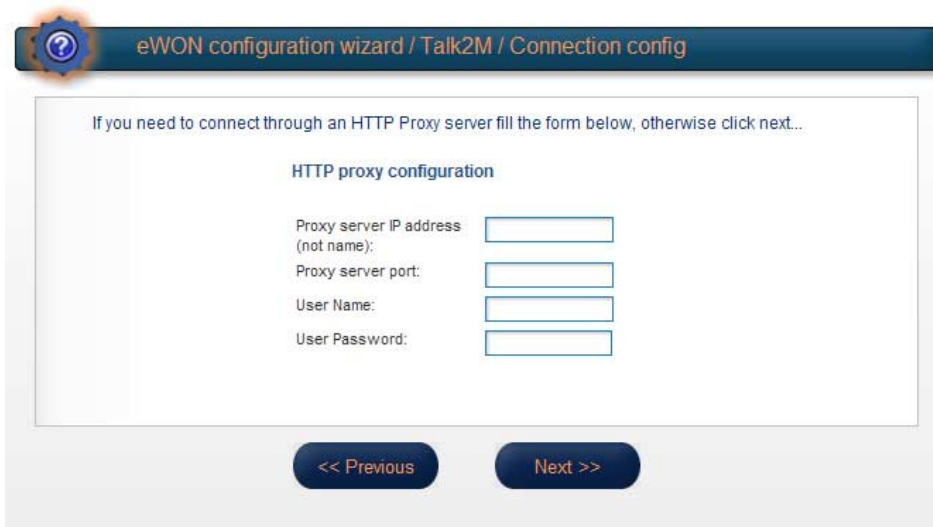 eWON configuration wizard / Talk2M / Connection config
If you need to connect through an HTTP Proxy server fill the form below, otherwise click next...
HTTP proxy configuration
Proxy server IP address
(not name):
Proxy server port:
User Name:
User Password:
<< Previous
Next >>